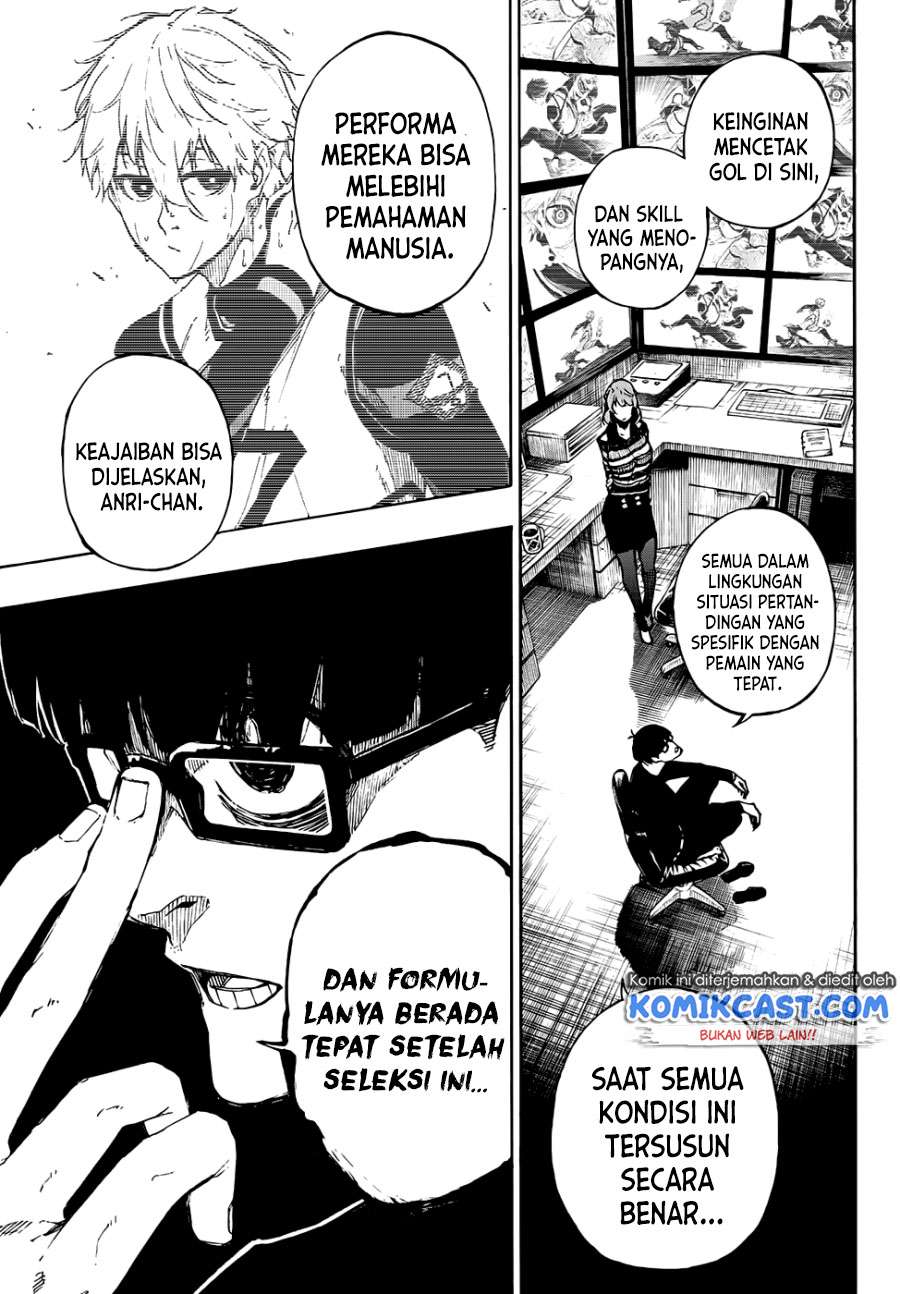 KEINGINAN
MENCETAK
GOL DI SINI,
DAN SKILL
YANG MENO-
PANGNYA,
SEMUA DALAM
LINGKUNGAN
SITUASI PERTAN-
DINGAN YANG
SPESIFIK DENGAN
PEMAIN YANG
TEPAT.
Komik ini diterjemahkan & diedit oleh
KOMIKCAST.COM
BUKAN WEB LAIN!!
SAAT SEMUA
KONDISI INI
TERSUSUN
SECARA
BENAR...
PERFORMA
MEREKA BISA
MELEBIHI
PEMAHAMAN
MANUSIA.
KEAJAIBAN BISA
DIJELASKAN,
ANRI-CHAN.
DAN FORMU-
LANYA BERADA
TEPAT SETELAH
SELEKSI INI...